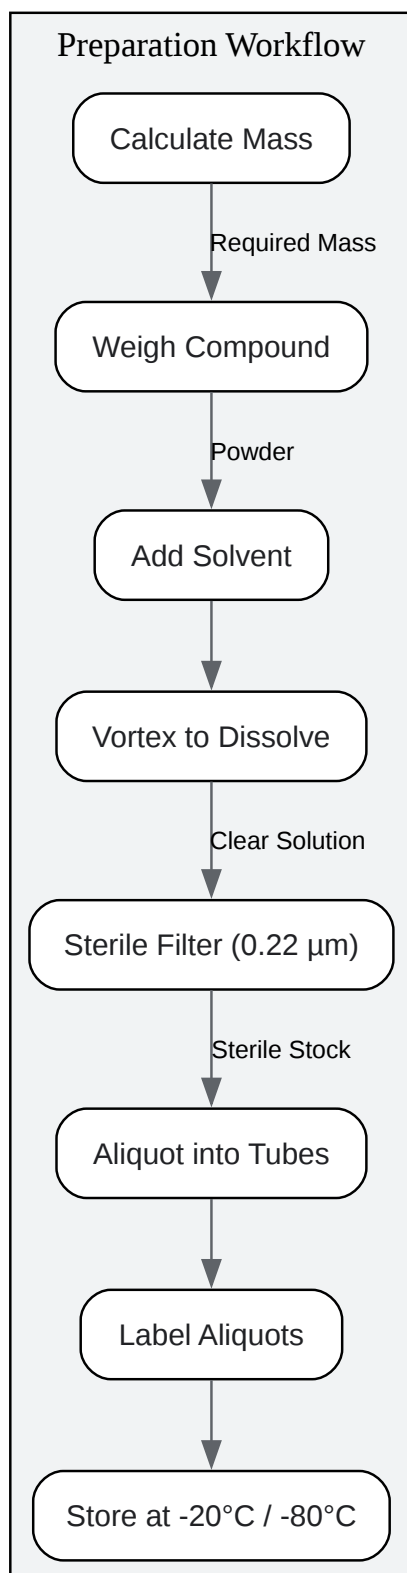 Preparation Workflow
Calculate Mass
Required Mass
Weigh Compound
Powder
Add Solvent
Vortex to Dissolve
Clear Solution
Sterile Filter (0.22 µm)
Sterile Stock
Aliquot into Tubes
Label Aliquots
Store at -20°C / -80°C